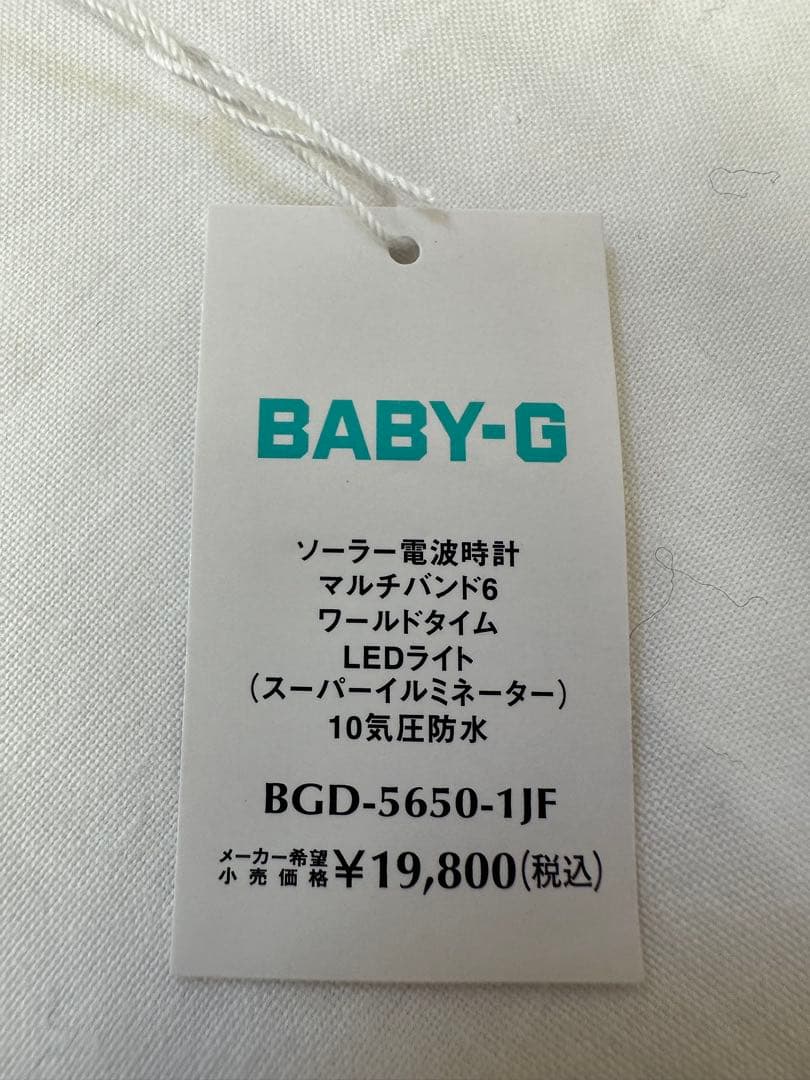 BABY-G
ソーラー電波時計
マルチバンド6
ワールドタイム
LEDライト
(スーパーイルミネーター)
10気圧防水
BGD-5650-1JF
メーカー希望
小売価格 ¥19,800(税込)